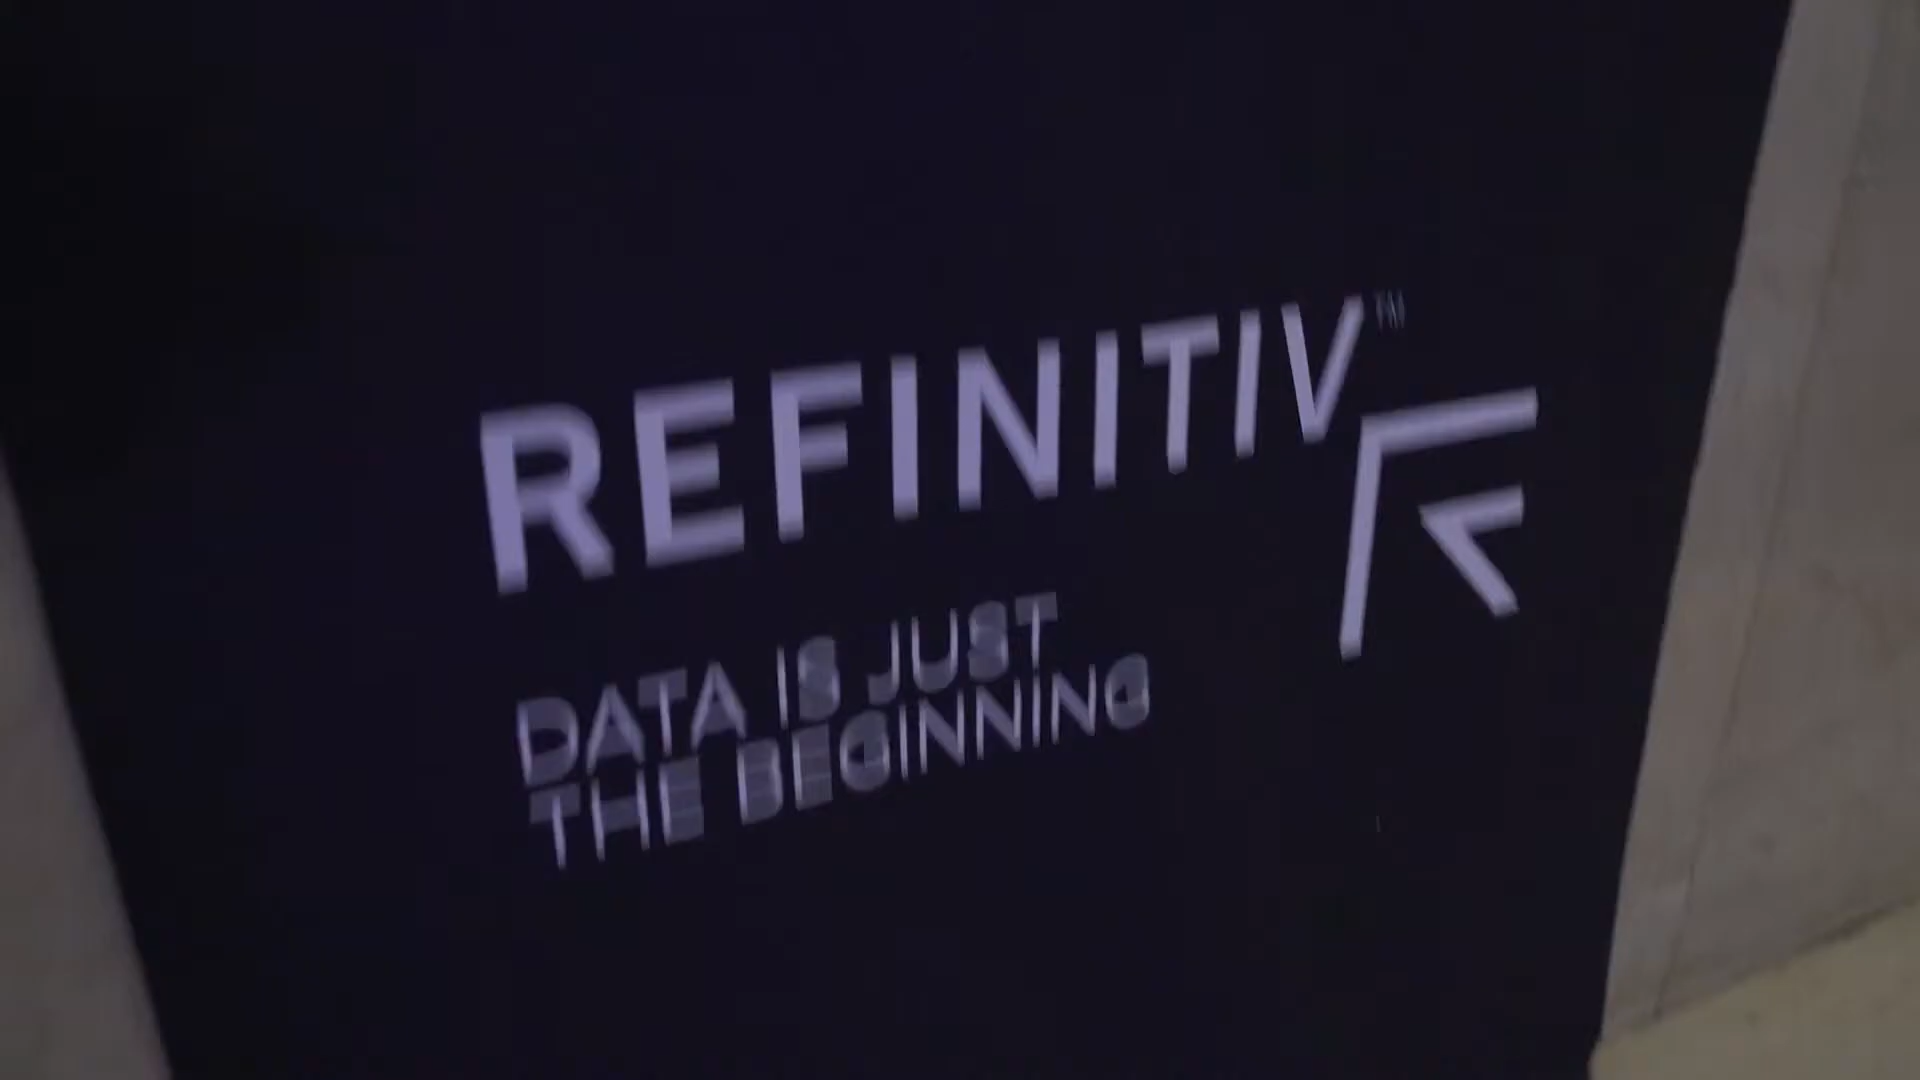 REFINITIV™
DATA IS JUST
THE BEGINNING